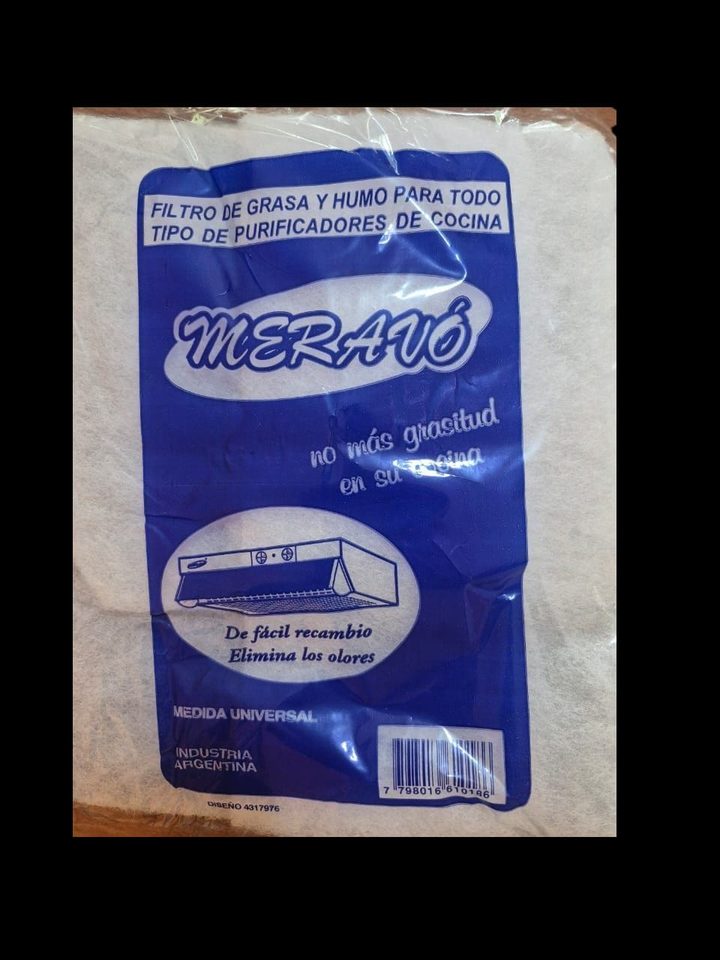 FILTRO DE GRASA Y HUMO PARA TODO
TIPO DE PURIFICADORES DE COCINA
MERAVÓ
no más grasitud
en su cocina
De fácil recambio
Elimina los olores
MEDIDA UNIVERSAL
INDUSTRIA
ARGENTINA
7 798016 610186
DISEÑO 4317976